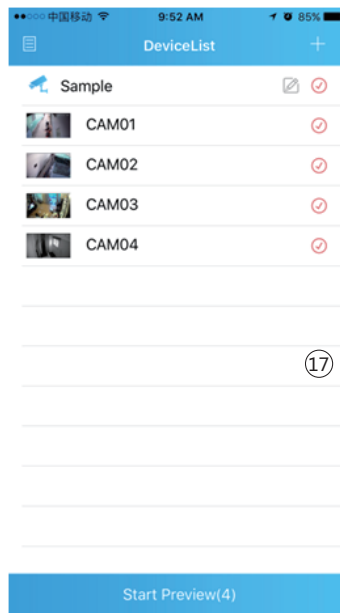 中国移动 9:52 AM 85%
DeviceList
Sample
CAM01
CAM02
CAM03
CAM04
⑰
Start Preview(4)